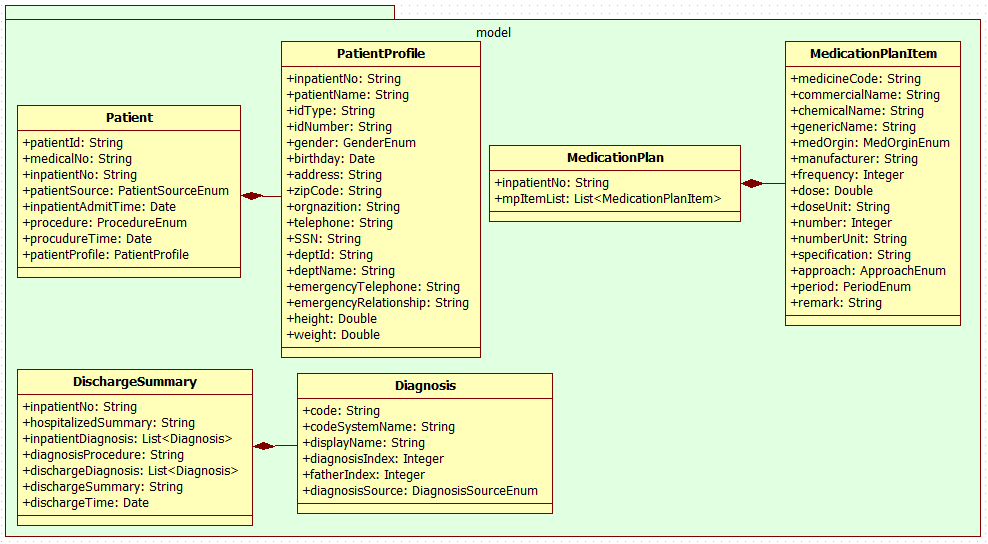 model
Patient
+patientId: String
+medicalNo: String
+inpatientNo: String
+patientSource: PatientSourceEnum
+inpatientAdmitTime: Date
+procedure: ProcedureEnum
+procudureTime: Date
+patientProfile: PatientProfile
PatientProfile
+inpatientNo: String
+patientName: String
+idType: String
+idNumber: String
+gender: GenderEnum
+birthday: Date
+address: String
+zipCode: String
+orgnazition: String
+telephone: String
+SSN: String
+deptId: String
+deptName: String
+emergencyTelephone: String
+emergencyRelationship: String
+height: Double
+weight: Double
MedicationPlan
+inpatientNo: String
+mpItemList: List<MedicationPlanItem>
MedicationPlanItem
+medicineCode: String
+commercialName: String
+chemicalName: String
+genericName: String
+medOrgin: MedOrginEnum
+manufacturer: String
+frequency: Integer
+dose: Double
+doseUnit: String
+number: Integer
+numberUnit: String
+specification: String
+approach: ApproachEnum
+period: PeriodEnum
+remark: String
DischargeSummary
+inpatientNo: String
+hospitalizedSummary: String
+inpatientDiagnosis: List<Diagnosis>
+diagnosisProcedure: String
+dischargeDiagnosis: List<Diagnosis>
+dischargeSummary: String
+dischargeTime: Date
Diagnosis
+code: String
+codeSystemName: String
+displayName: String
+diagnosisIndex: Integer
+fatherIndex: Integer
+diagnosisSource: DiagnosisSourceEnum